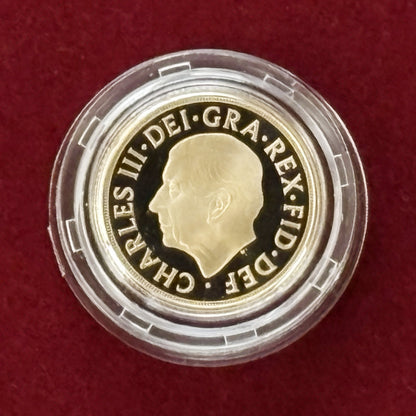 · CHARLES III · DEI · GRA · REX · FID · DEF